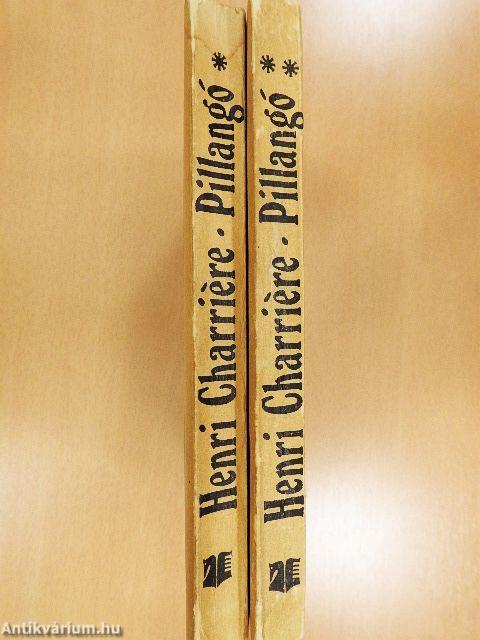 Henri Charrière · Pillangó *
Henri Charrière · Pillangó **
Antikvárium.hu